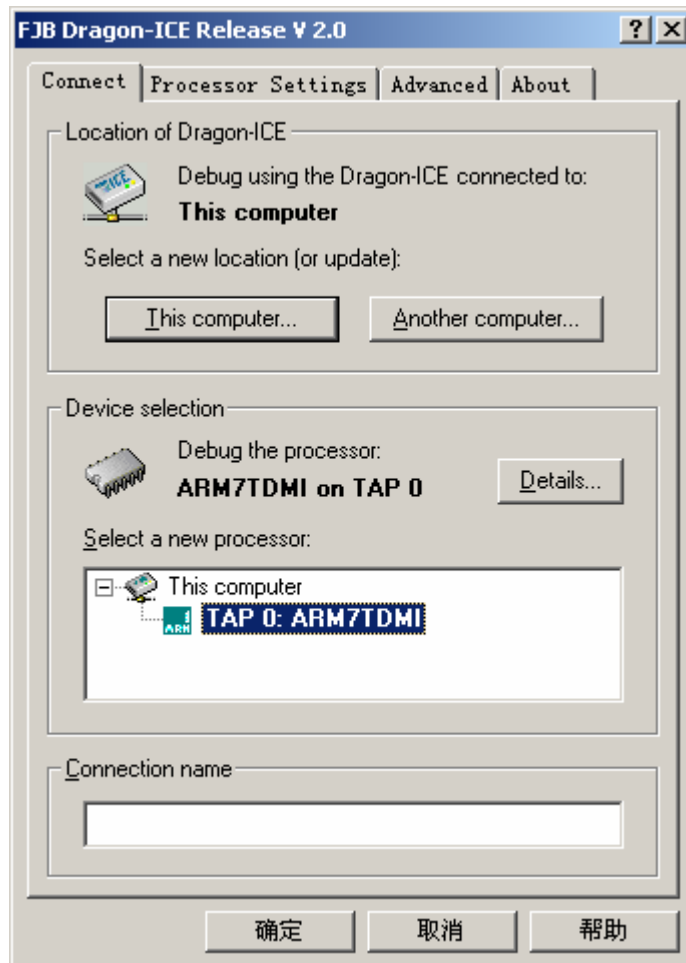 FJB Dragon-ICE Release V 2.0
Connect Processor Settings Advanced About
Location of Dragon-ICE
ICE
Debug using the Dragon-ICE connected to:
This computer
Select a new location (or update):
This computer... Another computer...
Device selection
Debug the processor:
ARM7TDMI on TAP 0
Details...
Select a new processor:
This computer
ARM
TAP 0: ARM7TDMI
Connection name
确定 取消 帮助